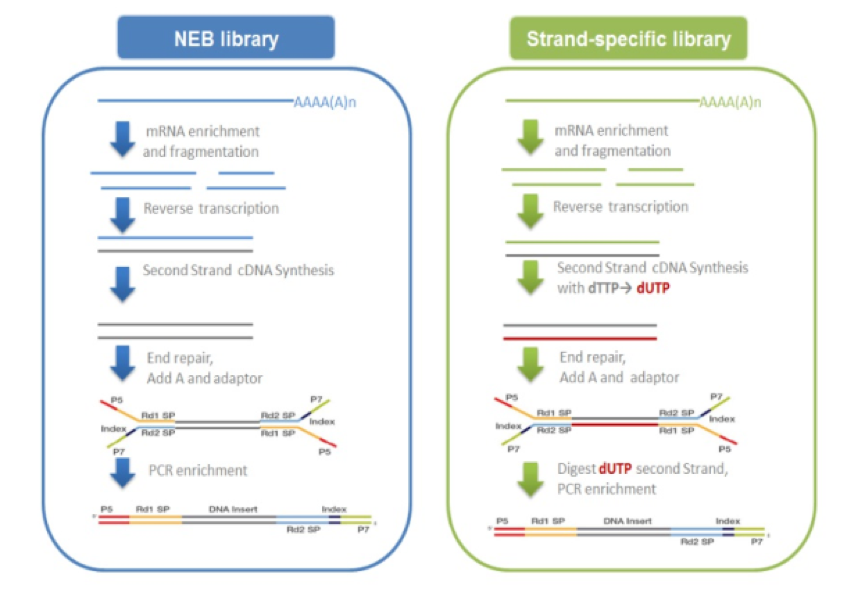 NEB library
AAAA(A)n
mRNA enrichment
and fragmentation
Reverse transcription
Second Strand cDNA Synthesis
End repair,
Add A and adaptor
P5
P7
Rd1 SP
Rd2 SP
Index
Index
Rd2 SP
Rd1 SP
P7
P5
PCR enrichment
P5
Rd1 SP
DNA Insert
Index
Rd2 SP
P7
Strand-specific library
AAAA(A)n
mRNA enrichment
and fragmentation
Reverse transcription
Second Strand cDNA Synthesis
with dTTP→ dUTP
End repair,
Add A and adaptor
P5
P7
Rd1 SP
Rd2 SP
Index
Index
Rd2 SP
Rd1 SP
P7
P5
Digest dUTP second Strand,
PCR enrichment
P5
Rd1 SP
DNA Insert
Index
Rd2 SP
P7